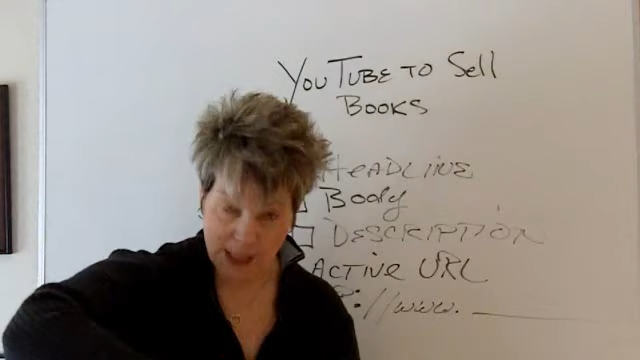 YouTube to Sell
Books
Headline
Body
Description
Active URL
://www.